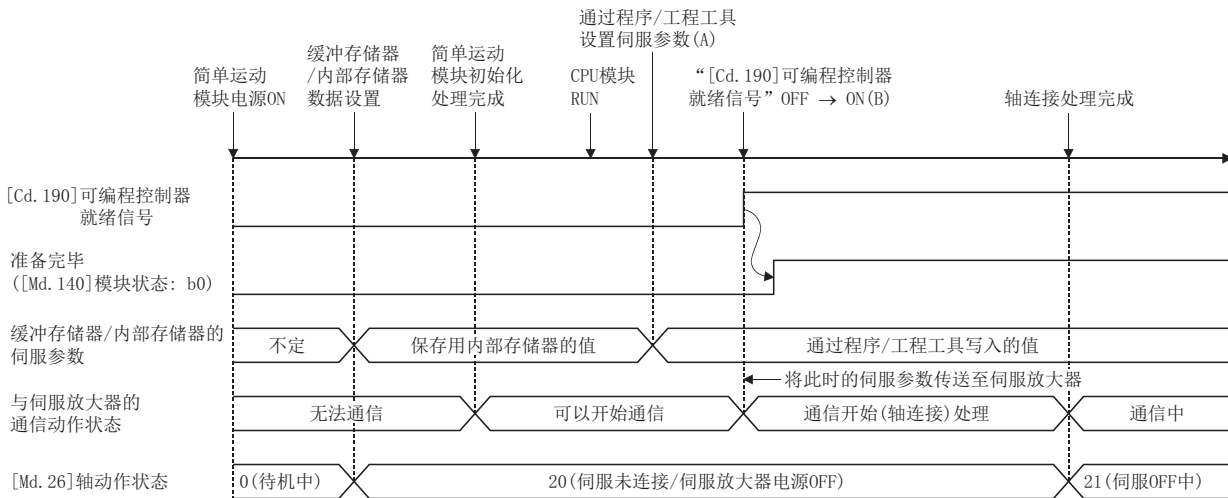 通过程序/工程工具
设置伺服参数(A)
缓冲存储器
/内部存储器
数据设置
简单运动
模块初始化
处理完成
简单运动
模块电源ON
CPU模块
RUN
“[Cd.190]可编程控制器
就绪信号”OFF → ON(B)
轴连接处理完成
[Cd.190]可编程控制器
就绪信号
准备完毕
([Md.140]模块状态: b0)
缓冲存储器/内部存储器的
伺服参数
不定
保存用内部存储器的值
通过程序/工程工具写入的值
将此时的伺服参数传送至伺服放大器
与伺服放大器的
通信动作状态
无法通信
可以开始通信
通信开始(轴连接)处理
通信中
[Md.26]轴动作状态
0(待机中)
20(伺服未连接/伺服放大器电源OFF)
21(伺服OFF中)